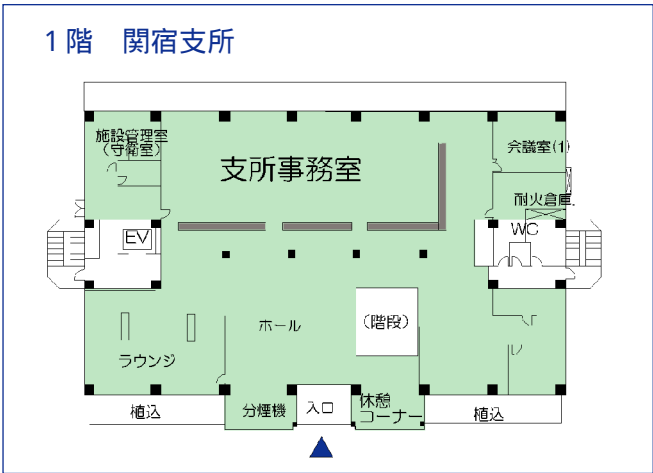 1階　関宿支所
施設管理室
（守衛室）
支所事務室
会議室(1)
耐火倉庫
WC
EV
ホール
（階段）
ラウンジ
植込
分煙機
入口
休憩
コーナー
植込